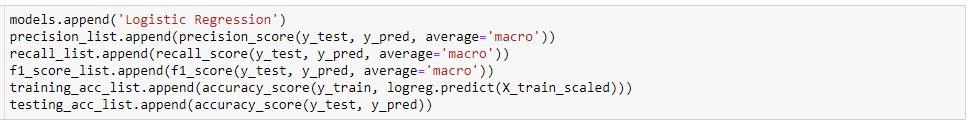 models.append('Logistic Regression')
precision_list.append(precision_score(y_test, y_pred, average='macro'))
recall_list.append(recall_score(y_test, y_pred, average='macro'))
f1_score_list.append(f1_score(y_test, y_pred, average='macro'))
training_acc_list.append(accuracy_score(y_train, logreg.predict(X_train_scaled)))
testing_acc_list.append(accuracy_score(y_test, y_pred))